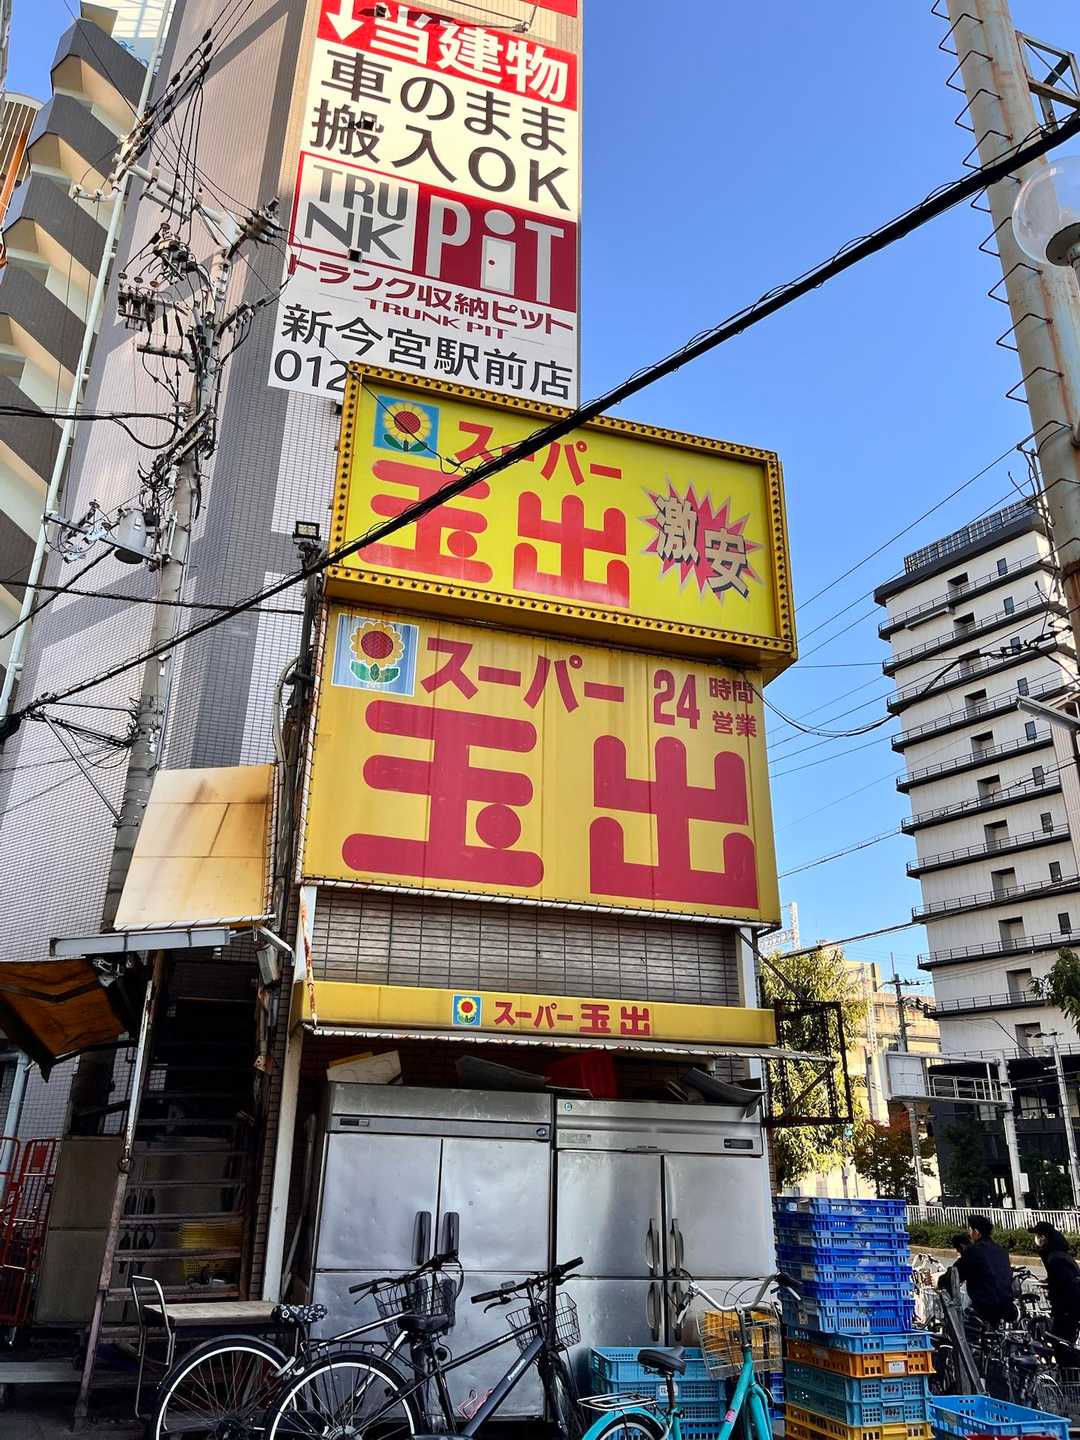 ↓当建物
車のまま
搬入OK
TRU
NK
PiT
トランク収納ピット
TRUNK PIT
新今宮駅前店
012
スーパー
玉出
激安
スーパー 24時間
営業
玉出
スーパー玉出